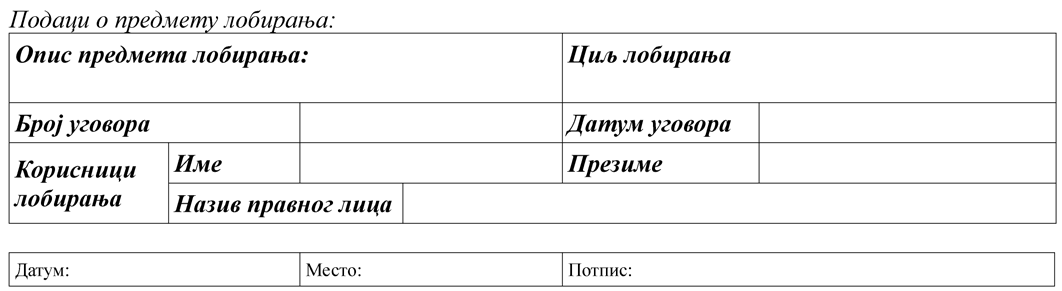 Подаци о предмету лобирања:
Опис предмета лобирања: Циљ лобирања
Број уговора Датум уговора
Корисници лобирања Име Презиме
Назив правног лица
Датум: Место: Потпис: